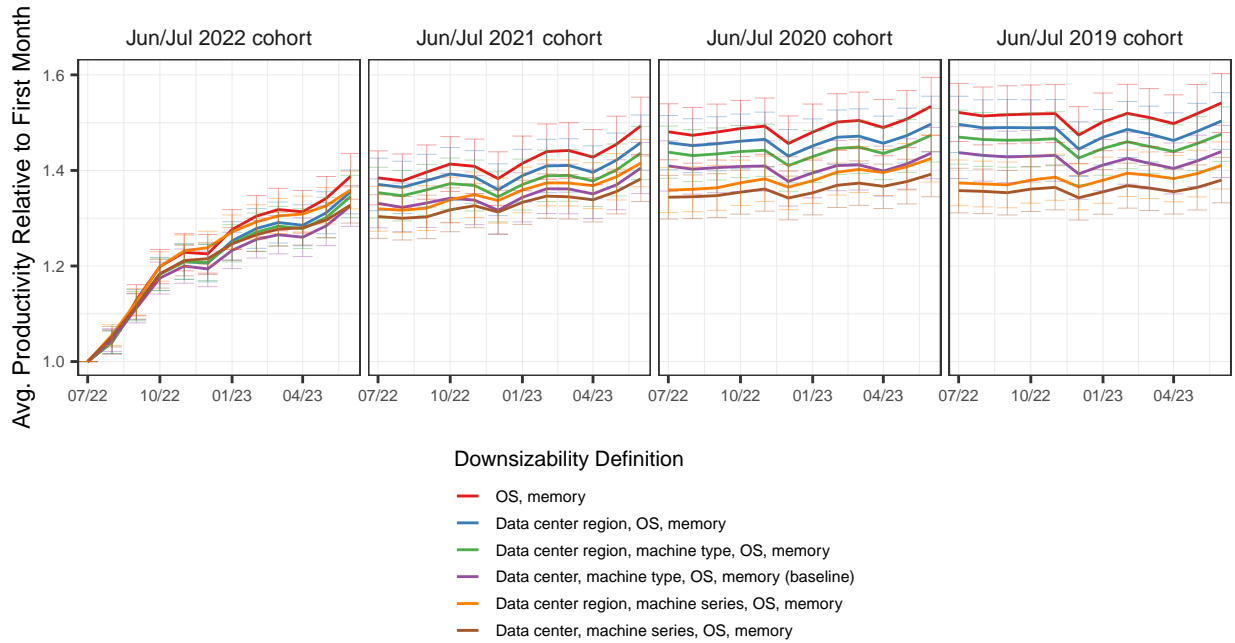 Jun/Jul 2022 cohort
Jun/Jul 2021 cohort
Jun/Jul 2020 cohort
Jun/Jul 2019 cohort
Avg. Productivity Relative to First Month
1.6
1.4
1.2
1.0
07/22 10/22 01/23 04/23
07/22 10/22 01/23 04/23
07/22 10/22 01/23 04/23
07/22 10/22 01/23 04/23
Downsizability Definition
OS, memory
Data center region, OS, memory
Data center region, machine type, OS, memory
Data center, machine type, OS, memory (baseline)
Data center region, machine series, OS, memory
Data center, machine series, OS, memory